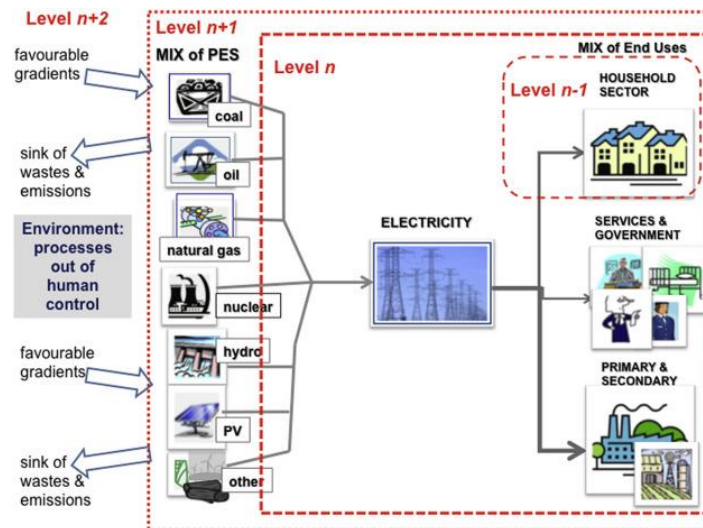 Level n+2
Level n+1
Level n
Level n-1
favourable
gradients
sink of
wastes &
emissions
Environment:
processes
out of
human
control
favourable
gradients
sink of
wastes &
emissions
MIX of PES
coal
oil
natural gas
nuclear
hydro
PV
other
ELECTRICITY
MIX of End Uses
HOUSEHOLD
SECTOR
SERVICES &
GOVERNMENT
PRIMARY &
SECONDARY